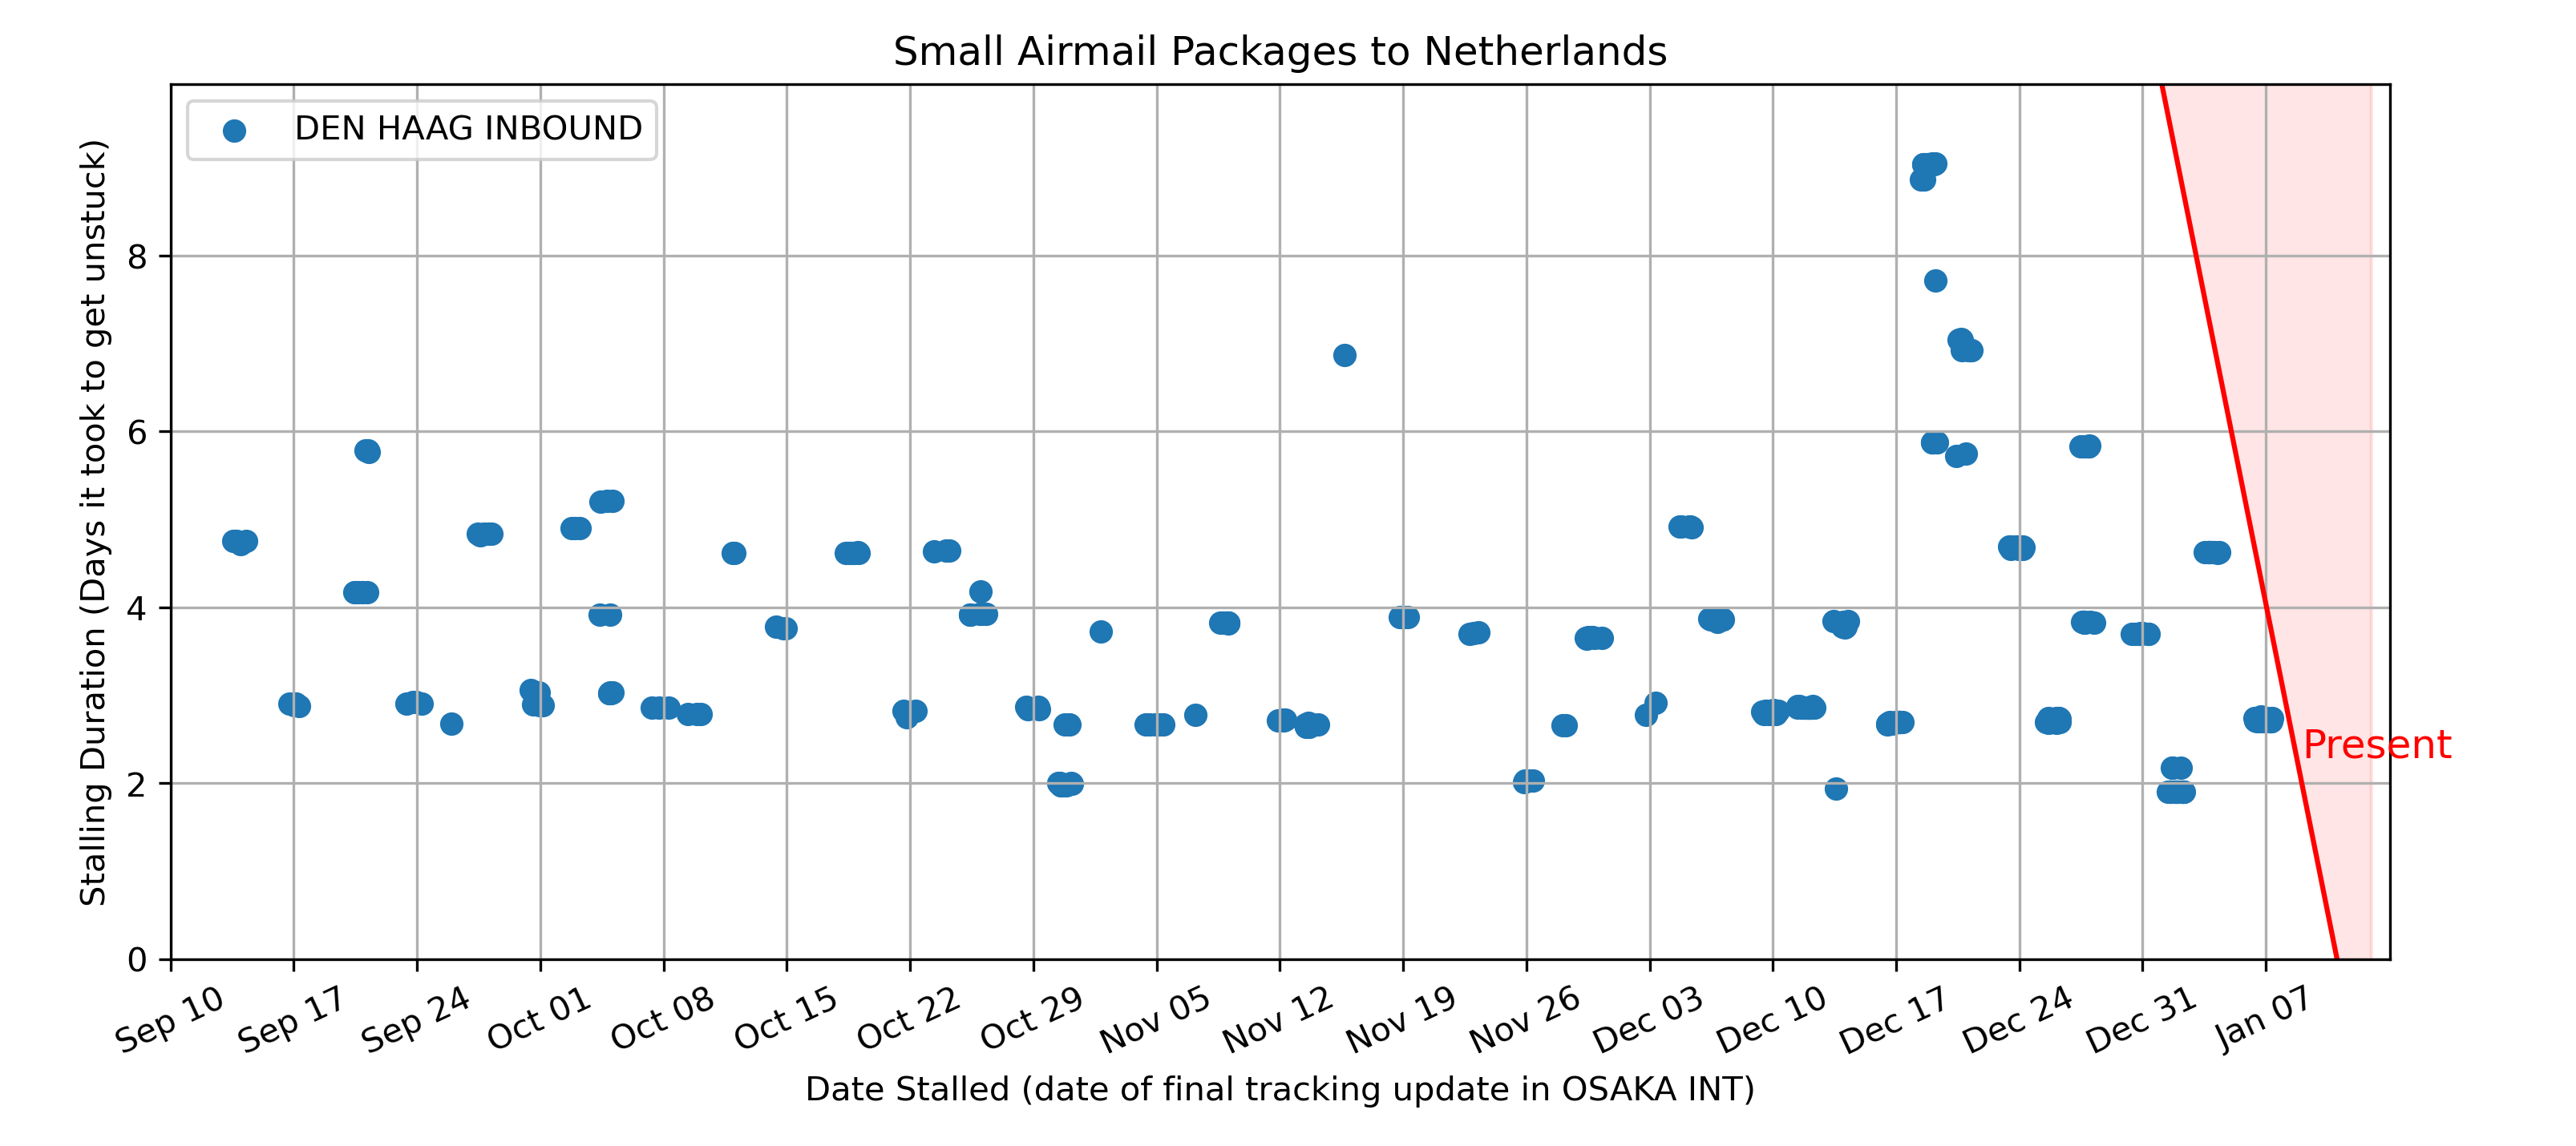 Small Airmail Packages to Netherlands
DEN HAAG INBOUND
Stalling Duration (Days it took to get unstuck)
8
6
4
2
0
Present
Sep 10
Sep 17
Sep 24
Oct 01
Oct 08
Oct 15
Oct 22
Oct 29
Nov 05
Nov 12
Nov 19
Nov 26
Dec 03
Dec 10
Dec 17
Dec 24
Dec 31
Jan 07
Date Stalled (date of final tracking update in OSAKA INT)